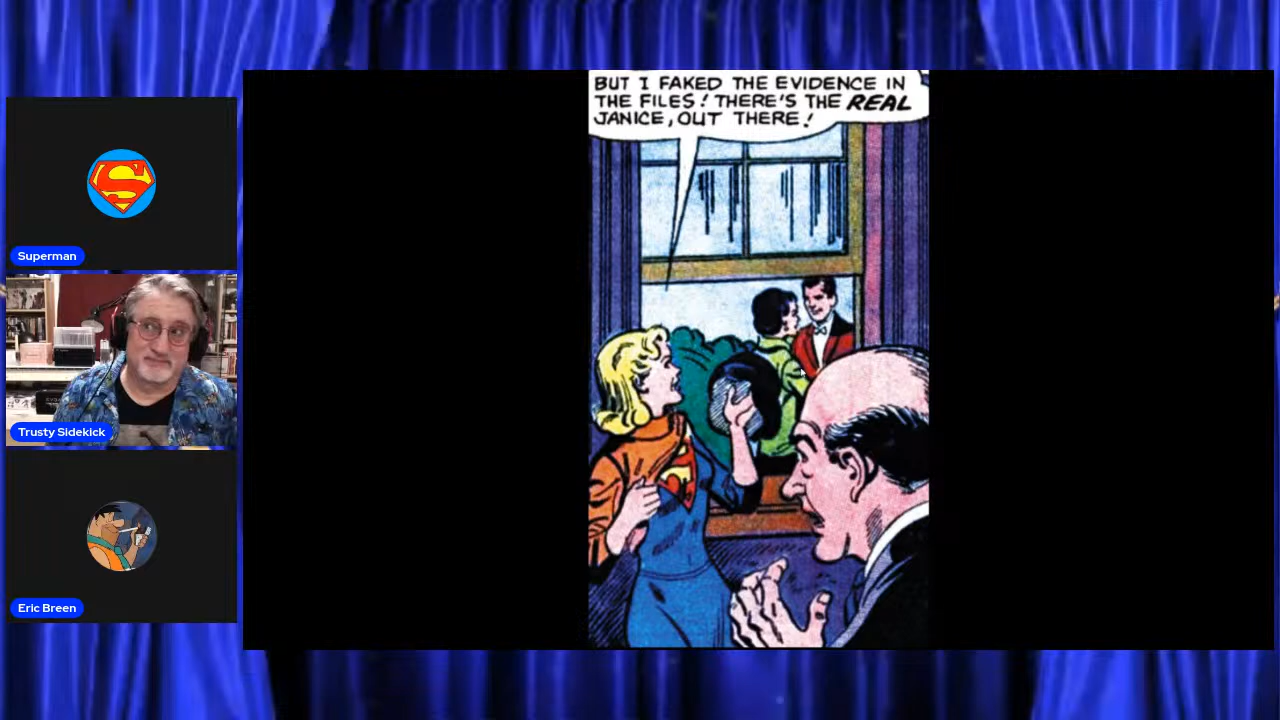 BUT I FAKED THE EVIDENCE IN
THE FILES! THERE'S THE REAL
JANICE, OUT THERE!
Superman
Trusty Sidekick
Eric Breen